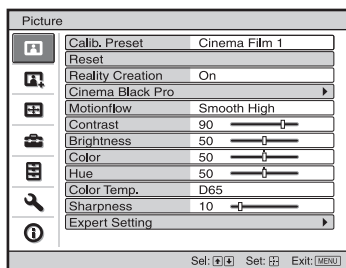 Picture
Calib. Preset Cinema Film 1
Reset
Reality Creation On
Cinema Black Pro
Motionflow Smooth High
Contrast 90
Brightness 50
Color 50
Hue 50
Color Temp. D65
Sharpness 10
Expert Setting
Sel: Set: Exit: MENU